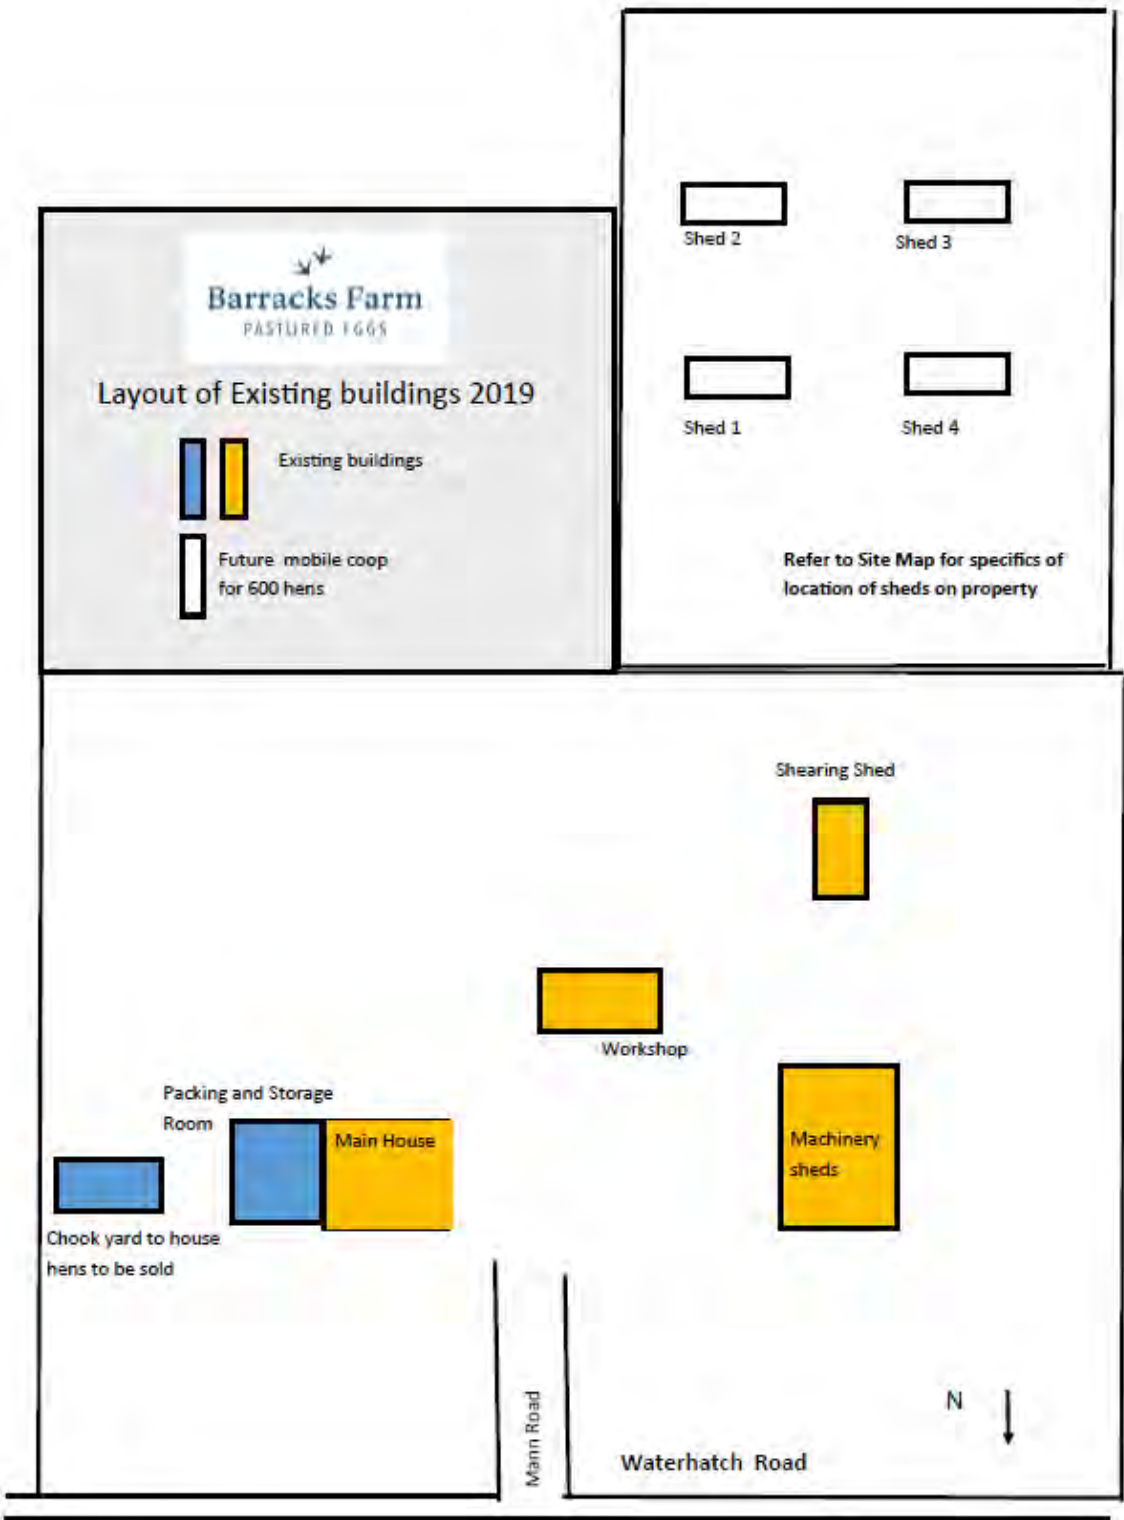 Barracks Farm
PASTURED EGGS
Layout of Existing buildings 2019
Existing buildings
Future mobile coop
for 600 hens
Shed 2
Shed 3
Shed 1
Shed 4
Refer to Site Map for specifics of
location of sheds on property
Shearing Shed
Workshop
Packing and Storage
Room
Main House
Machinery
sheds
Chook yard to house
hens to be sold
Mann Road
N
Waterhatch Road